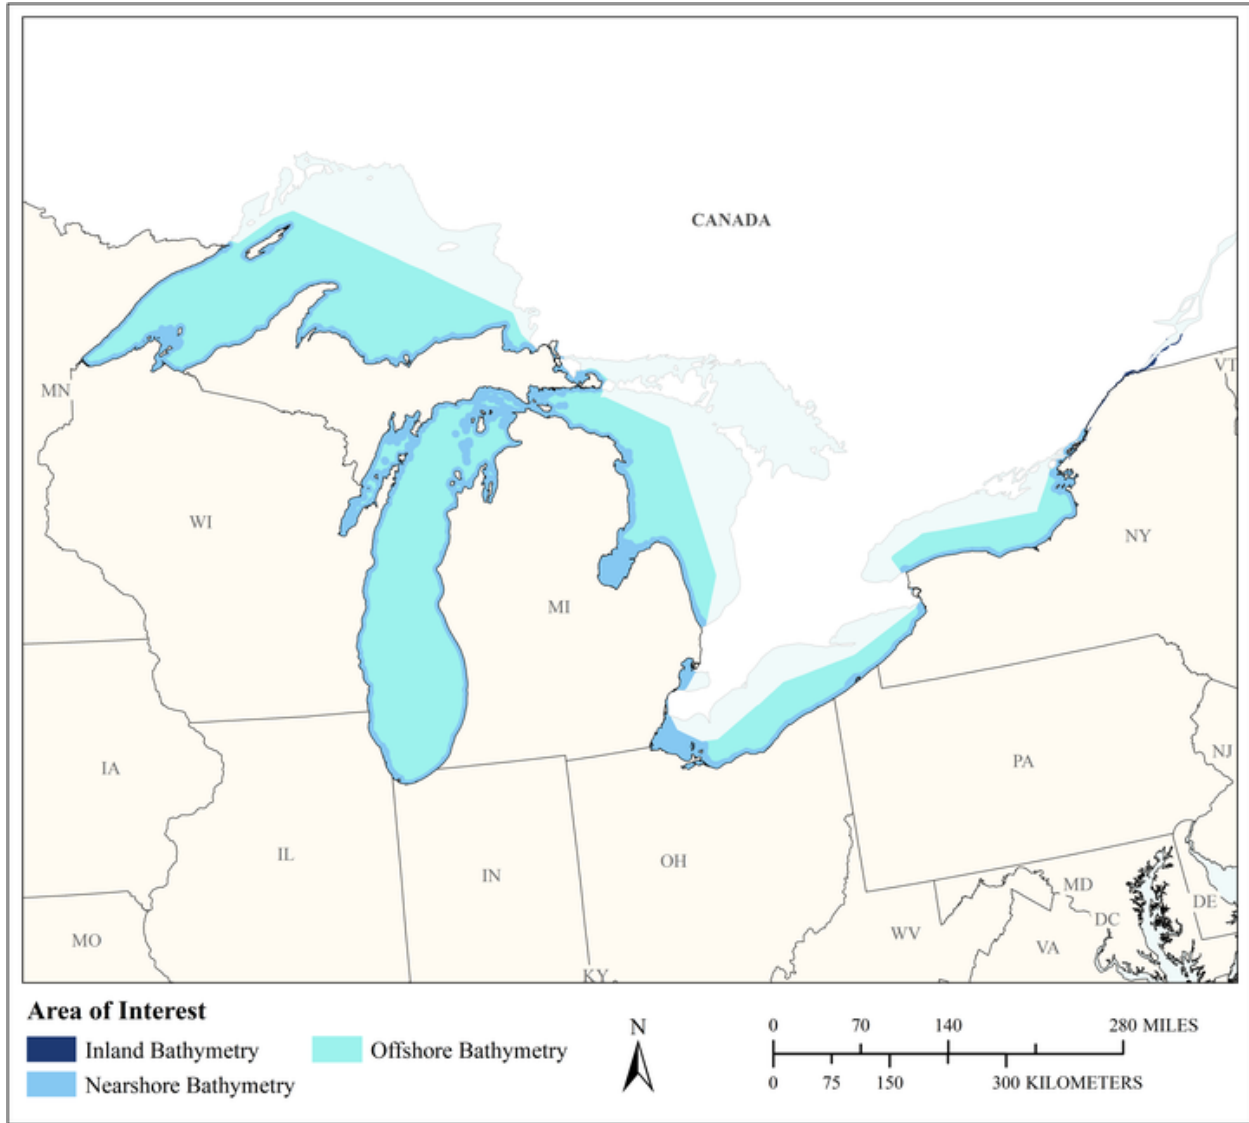 CANADA
MN
VT
WI
NY
MI
IA
PA
NJ
IL
IN
OH
MD
DE
MO
WV
DC
VA
KY
Area of Interest
Inland Bathymetry
Offshore Bathymetry
Nearshore Bathymetry
N
0 70 140 280 MILES
0 75 150 300 KILOMETERS